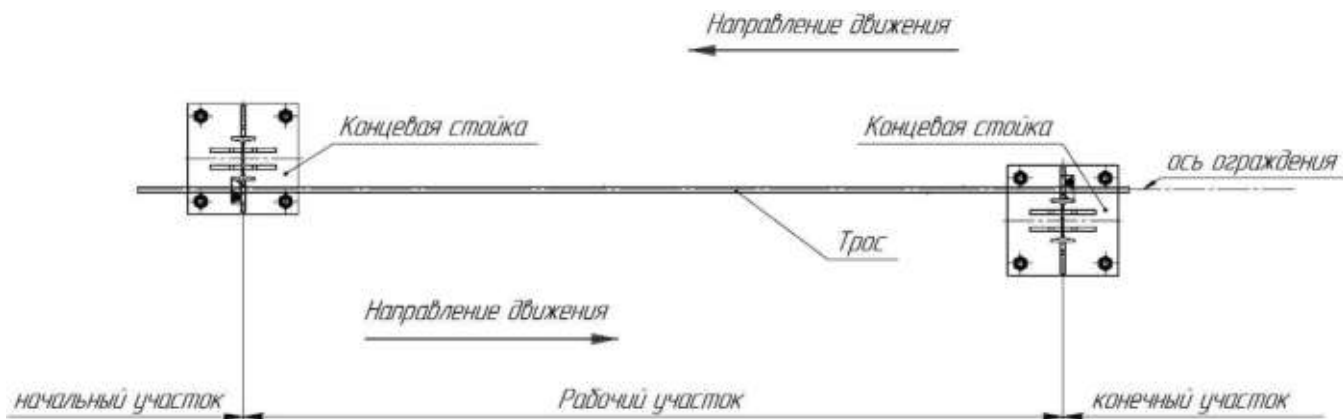 Направление движения
Концевая стойка
Концевая стойка
ось ограждения
Трос
Направление движения
начальный участок
Рабочий участок
конечный участок